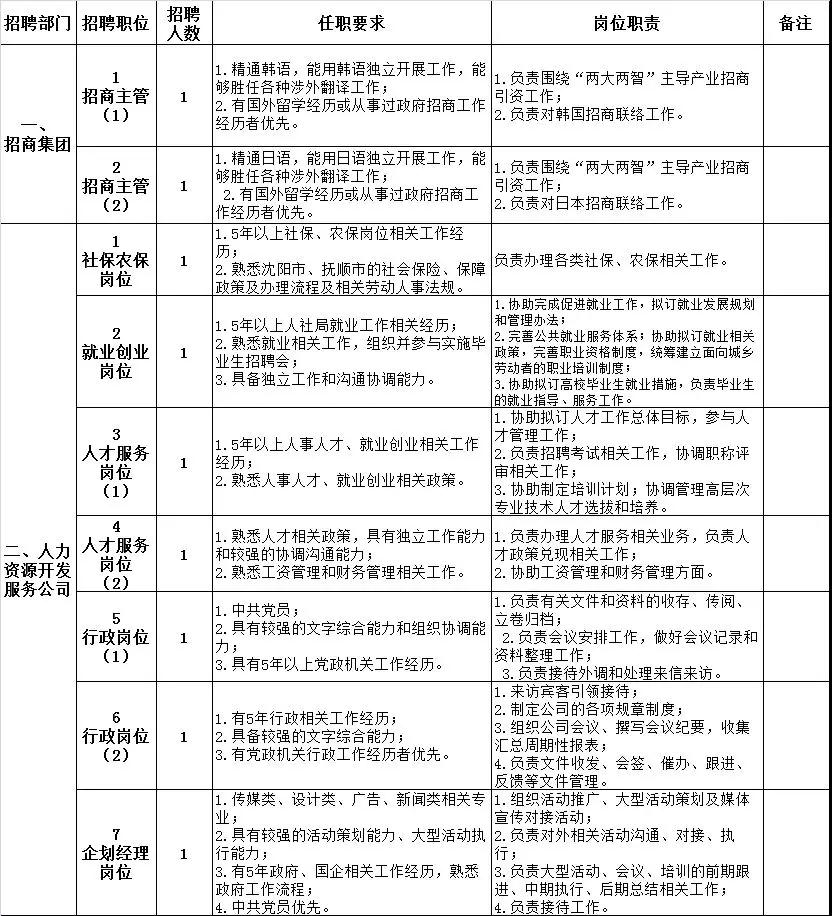 招聘部门 招聘职位 招聘
人数 任职要求 岗位职责 备注
一、
招商集团
1
招商主管
（1）
1
1.精通韩语，能用韩语独立开展工作，能
够胜任各种涉外翻译工作；
2.有国外留学经历或从事过政府招商工作
经历者优先。
1.负责围绕“两大两智”主导产业招商
引资工作；
2.负责对韩国招商联络工作。
2
招商主管
（2）
1
1.精通日语，能用日语独立开展工作，能
够胜任各种涉外翻译工作；
2.有国外留学经历或从事过政府招商工
作经历者优先。
1.负责围绕“两大两智”主导产业招商
引资工作；
2.负责对日本招商联络工作。
二、人力
资源开发
服务公司
1
社保农保
岗位
1
1.5年以上社保、农保岗位相关工作经
历；
2.熟悉沈阳市、抚顺市的社会保险、保障
政策及办理流程及相关劳动人事法规。
负责办理各类社保、农保相关工作。
2
就业创业
岗位
1
1.5年以上人社局就业工作相关经历；
2.熟悉就业相关工作，组织并参与实施毕
业生招聘会；
3.具备独立工作和沟通协调能力。
1.协助完成促进就业工作，拟订就业发展规划
和管理办法；
2.完善公共就业服务体系；协助拟订就业相关
政策，完善职业资格制度，统筹建立面向城乡
劳动者的职业培训制度；
3.协助拟订高校毕业生就业措施，负责毕业生
的就业指导、服务工作。
3
人才服务
岗位
（1）
1
1.5年以上人事人才、就业创业相关工作
经历；
2.熟悉人事人才、就业创业相关政策。
1.协助拟订人才工作总体目标，参与人
才管理工作；
2.负责招聘考试相关工作，协调职称评
审相关工作；
3.协助制定培训计划；协调管理高层次
专业技术人才选拔和培养。
4
人才服务
岗位
（2）
1
1.熟悉人才相关政策，具有独立工作能力
和较强的协调沟通能力；
2.熟悉工资管理和财务管理相关工作。
1.负责办理人才服务相关业务，负责人
才政策兑现相关工作；
2.协助工资管理和财务管理方面。
5
行政岗位
（1）
1
1.中共党员；
2.具有较强的文字综合能力和组织协调能
力；
3.具有5年以上党政机关工作经历。
1.负责有关文件和资料的收存、传阅、
立卷归档；
2.负责会议安排工作，做好会议记录和
资料整理工作；
3.负责接待外调和处理来信来访。
6
行政岗位
（2）
1
1.有5年行政相关工作经历；
2.具备较强的文字综合能力；
3.有党政机关行政工作经历者优先。
1.来访宾客引领接待；
2.制定公司的各项规章制度；
3.组织公司会议、撰写会议纪要，收集
汇总周期性报表；
4.负责文件收发、会签、催办、跟进、
反馈等文件管理。
7
企划经理
岗位
1
1.传媒类、设计类、广告、新闻类相关专
业；
2.具有较强的活动策划能力、大型活动执
行能力；
3.有5年政府、国企相关工作经历，熟悉
政府工作流程；
4.中共党员优先。
1.组织活动推广、大型活动策划及媒体
宣传对接活动；
2.负责对外相关活动沟通、对接、执
行；
3.负责大型活动、会议、培训的前期跟
进、中期执行、后期总结相关工作；
4.负责接待工作。